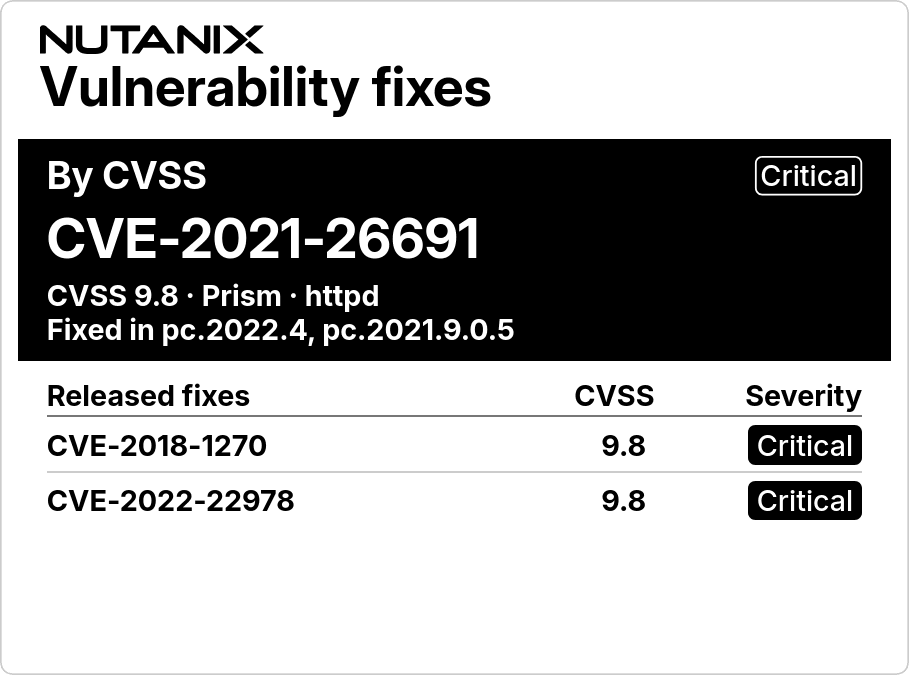 NUTANIX
Vulnerability fixes
By CVSS
Critical
CVE-2021-26691
CVSS 9.8 · Prism · httpd
Fixed in pc.2022.4, pc.2021.9.0.5
Released fixes CVSS Severity
CVE-2018-1270 9.8 Critical
CVE-2022-22978 9.8 Critical